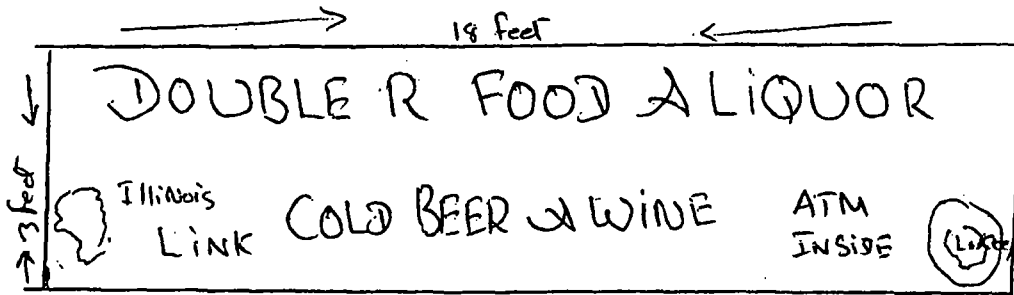 18 feet
DOUBLE R FOOD & LIQUOR
3 feet
Illinois LINK
COLD BEER & WINE
ATM INSIDE